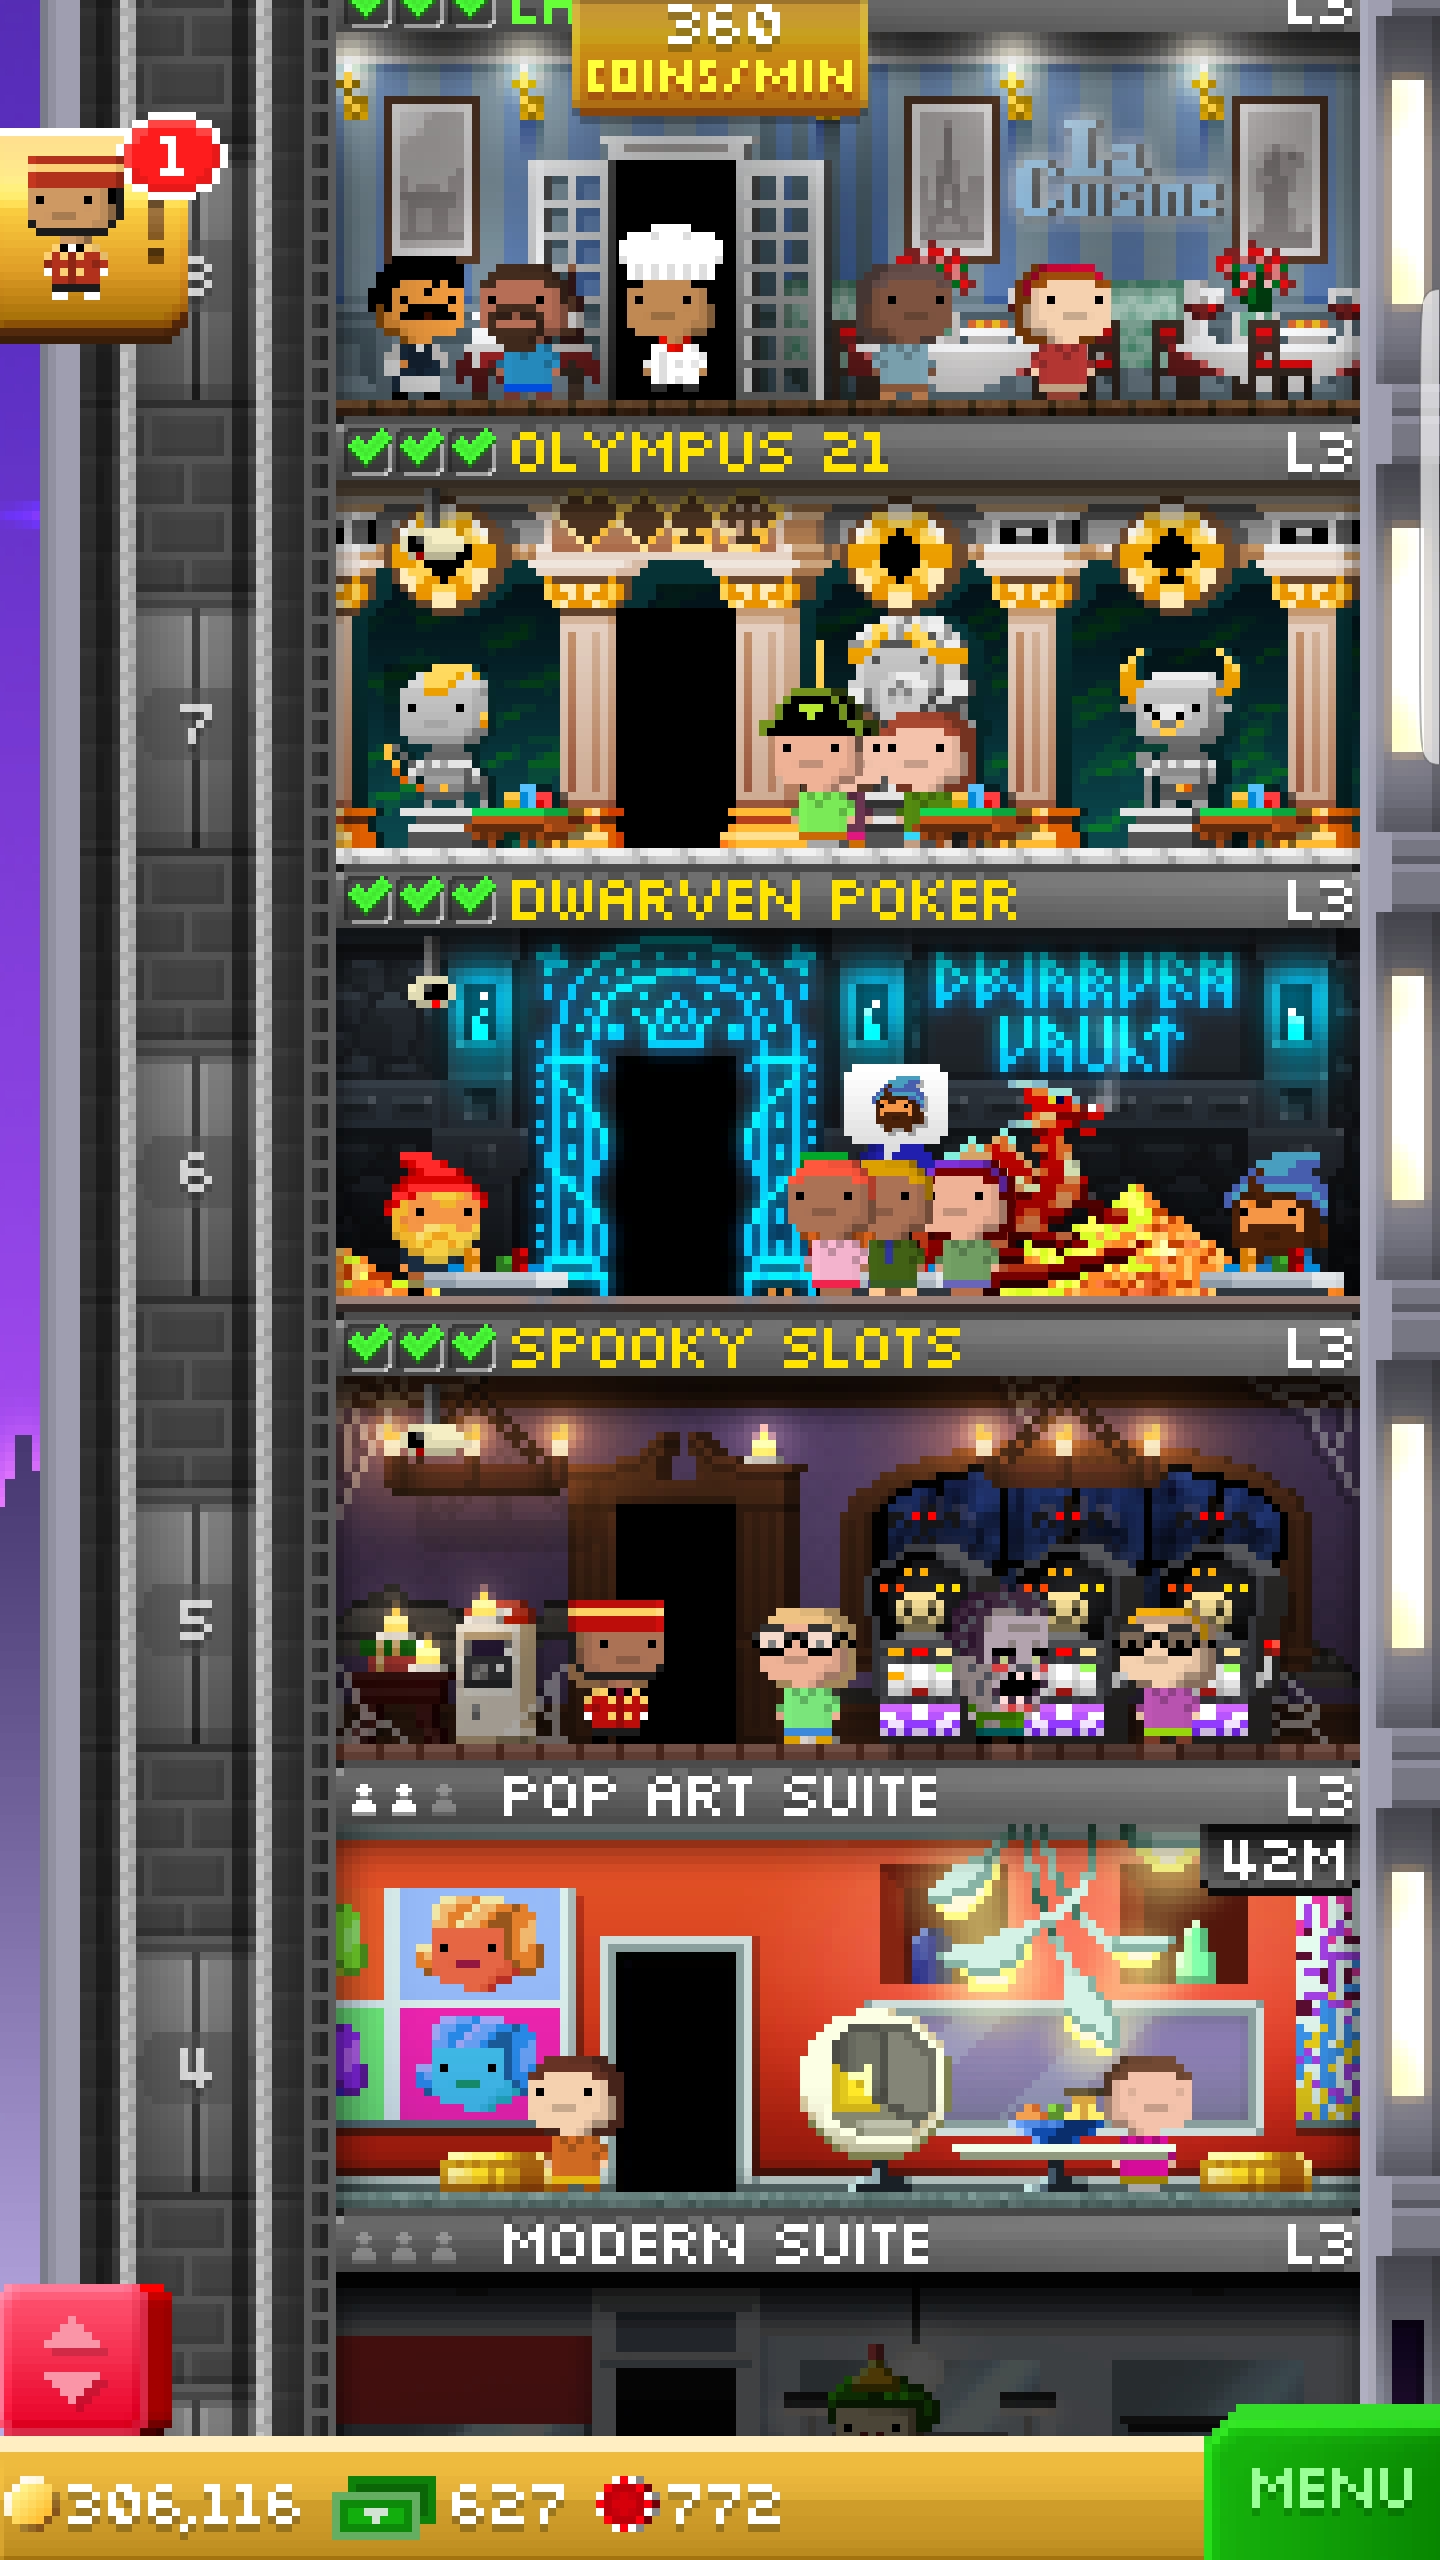 L3
360
COINS/MIN
1
!
La
Cuisine
OLYMPUS 21
L3
7
DWARVEN POKER
L3
DWARVEN
VAULT
6
SPOOKY SLOTS
L3
5
POP ART SUITE
L3
42M
4
MODERN SUITE
L3
306,116
627
772
MENU